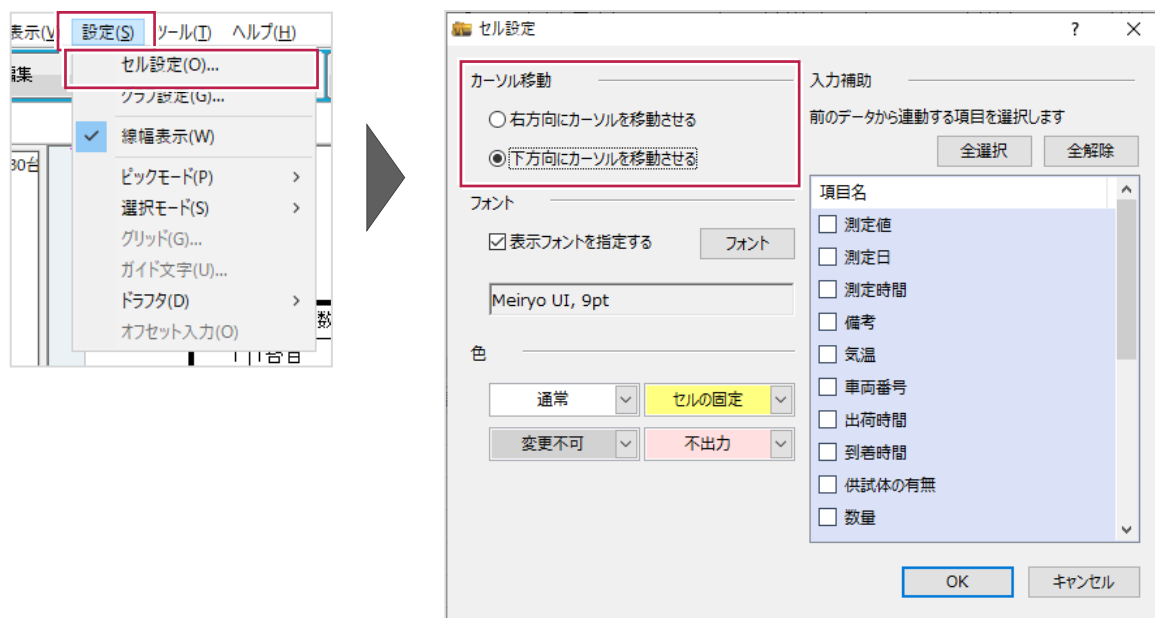 表示(V 設定(S) ツール(T) ヘルプ(H)
集
セル設定(O)...
グラフ設定(G)...
線幅表示(W)
30台
ピックモード(P)
選択モード(S)
グリッド(G)...
ガイド文字(U)...
ドラフタ(D)
数
オフセット入力(O)
セル設定
カーソル移動
右方向にカーソルを移動させる
下方向にカーソルを移動させる
フォント
表示フォントを指定する
フォント
Meiryo UI, 9pt
色
通常
セルの固定
変更不可
不出力
入力補助
前のデータから連動する項目を選択します
全選択
全解除
項目名
測定値
測定日
測定時間
備考
気温
車両番号
出荷時間
到着時間
供試体の有無
数量
OK
キャンセル